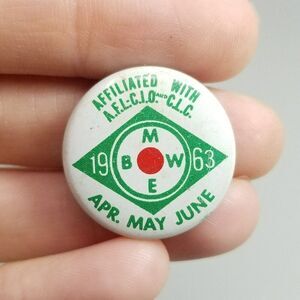 AFFILIATED WITH
A.F.L-C.I.O AND C.L.C.
M
19 B W 63
E
APR. MAY JUNE